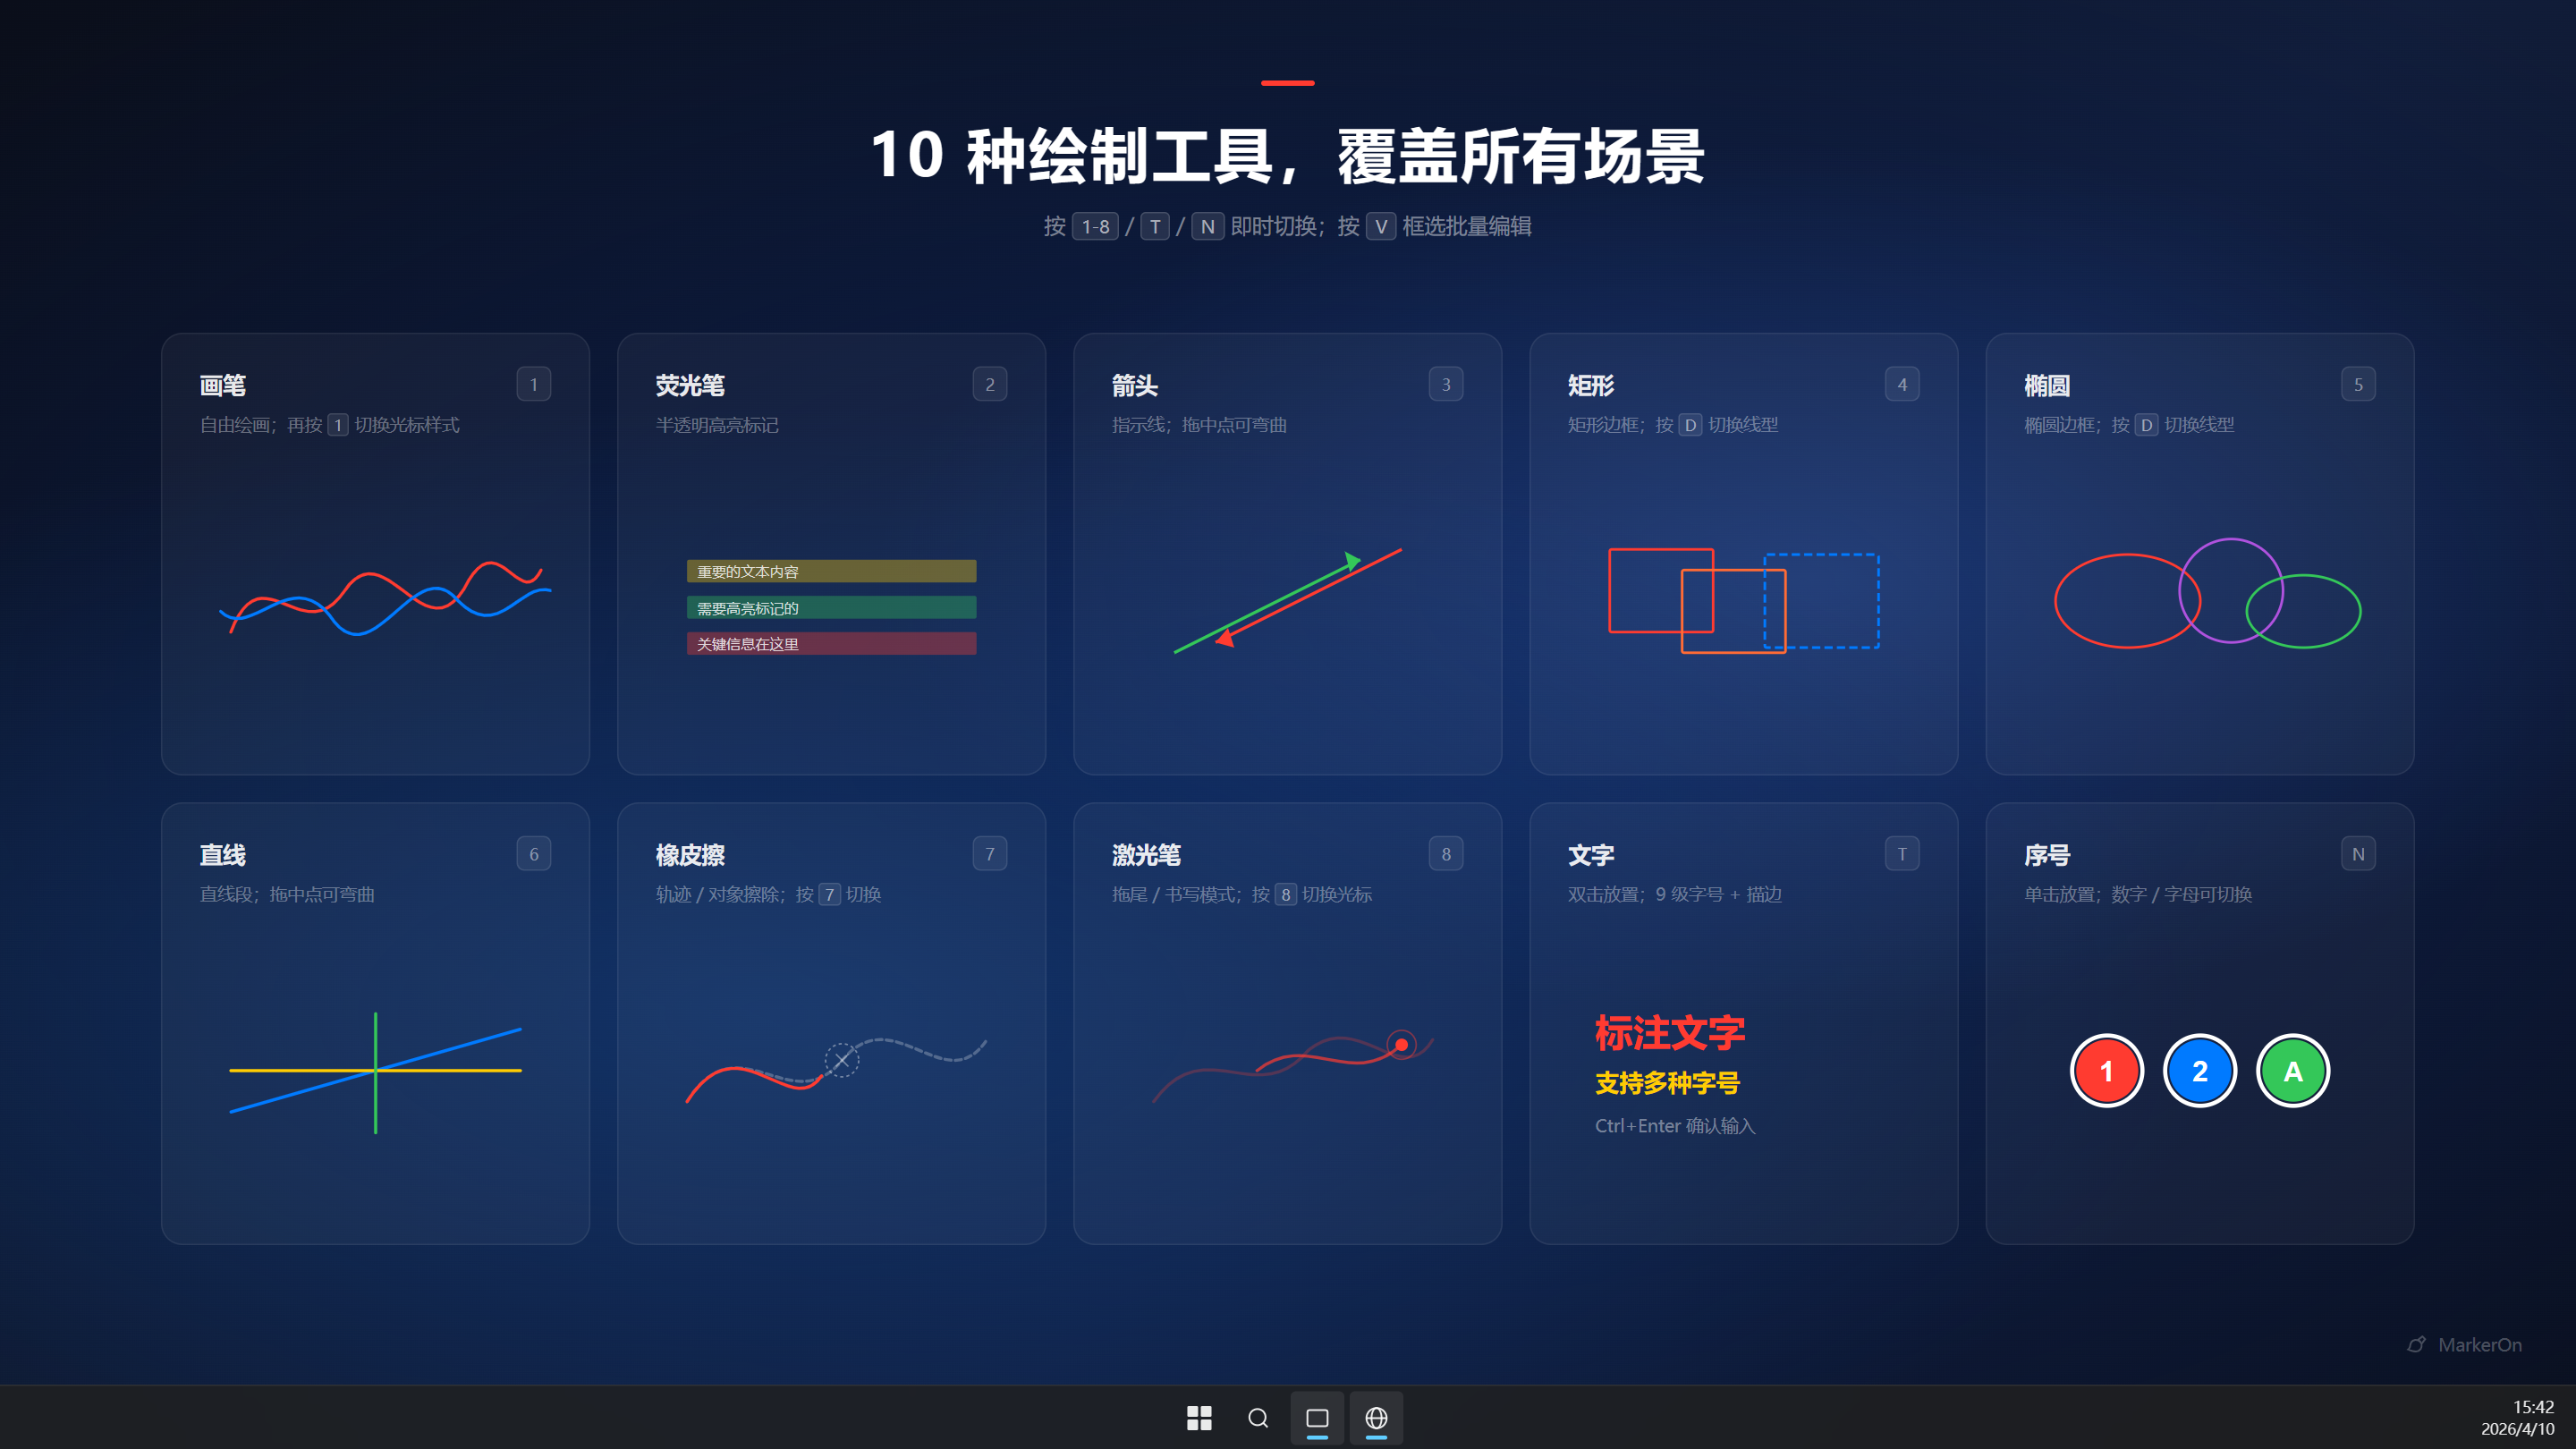 10 种绘制工具，覆盖所有场景
按 1-8 / T / N 即时切换；按 V 框选批量编辑
画笔 1
自由绘画；再按 1 切换光标样式
荧光笔 2
半透明高亮标记
重要的文本内容
需要高亮标记的
关键信息在这里
箭头 3
指示线；拖中点可弯曲
矩形 4
矩形边框；按 D 切换线型
椭圆 5
椭圆边框；按 D 切换线型
直线 6
直线段；拖中点可弯曲
橡皮擦 7
轨迹 / 对象擦除；按 7 切换
激光笔 8
拖尾 / 书写模式；按 8 切换光标
文字 T
双击放置；9 级字号 + 描边
标注文字
支持多种字号
Ctrl+Enter 确认输入
序号 N
单击放置；数字 / 字母可切换
1 2 A
MarkerOn
15:42
2026/4/10